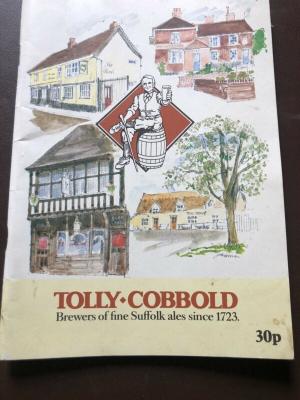 TOLLY•COBBOLD
Brewers of fine Suffolk ales since 1723.
30p